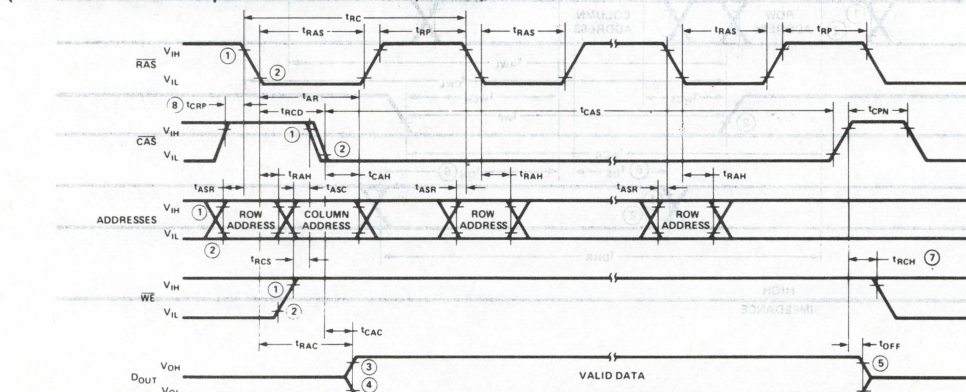 tRC
tRAS tRP tRAS tRAS tRP
VIH
RAS
VIL
① ②
tAR
⑧ tCRP tRCD tCAS tCPN
VIH
CAS
VIL
① ②
tRAH tCAH tRAH tRAH
tASR tASC tASR tASR
VIH
ADDRESSES
VIL
① ②
ROW ADDRESS
COLUMN ADDRESS
ROW ADDRESS
ROW ADDRESS
tRCS tRCH ⑦
VIH
WE
VIL
① ②
tCAC
tRAC tOFF
VOH
DOUT
VOL
③ ④
VALID DATA
⑤